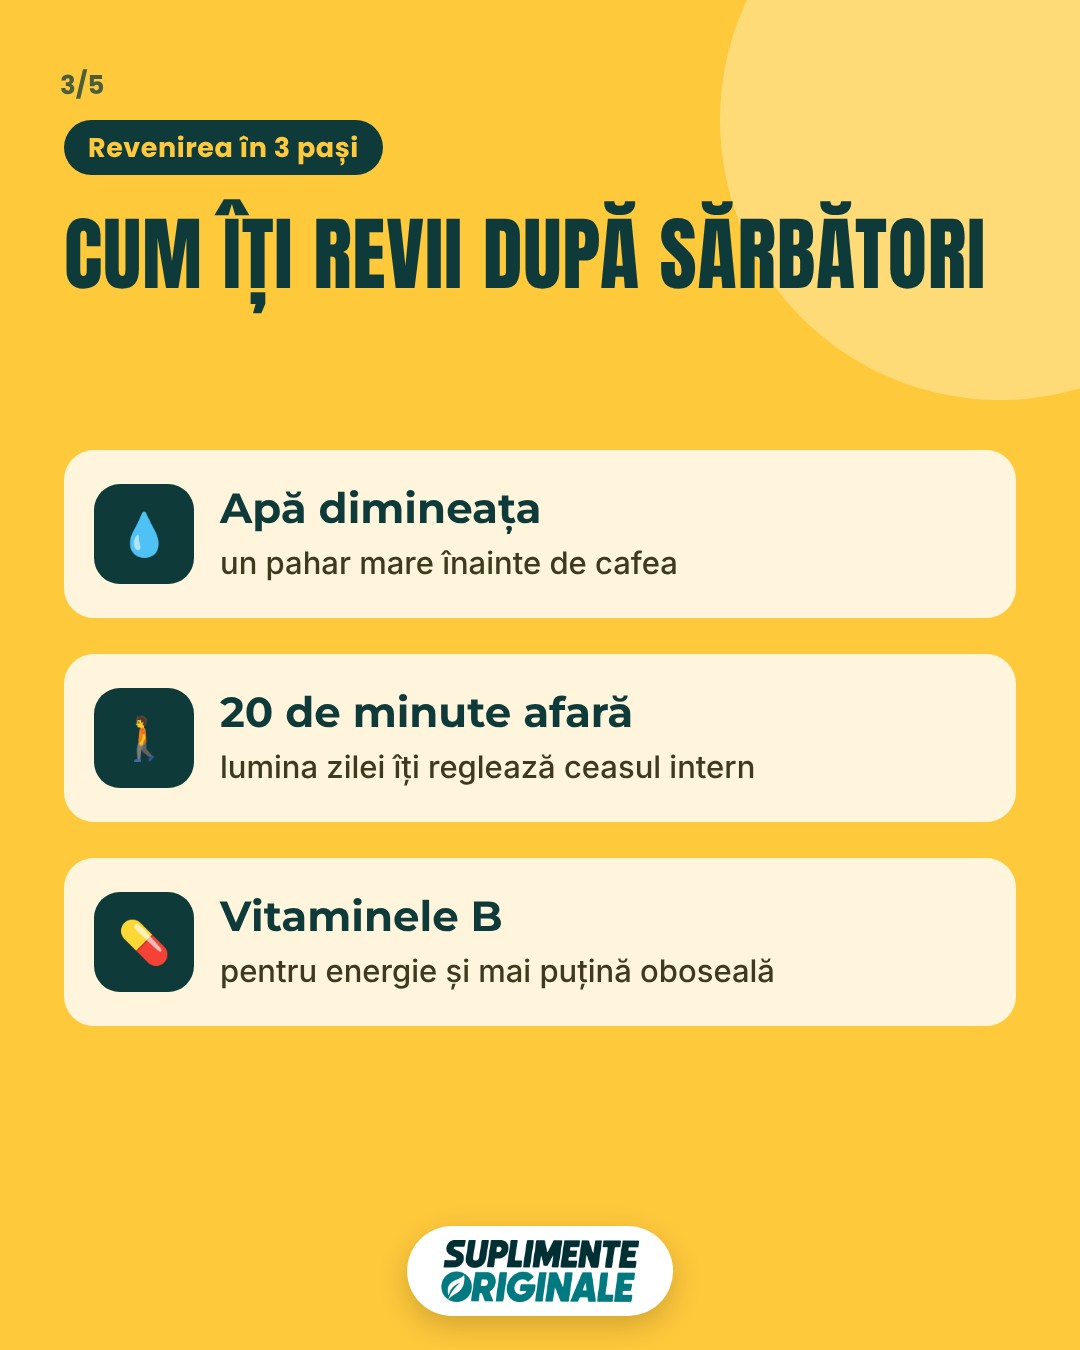 3/5
Revenirea în 3 pași
CUM ÎȚI REVII DUPĂ SĂRBĂTORI
Apă dimineața
un pahar mare înainte de cafea
20 de minute afară
lumina zilei îți reglează ceasul intern
Vitaminele B
pentru energie și mai puțină oboseală
SUPLIMENTE
ORIGINALE